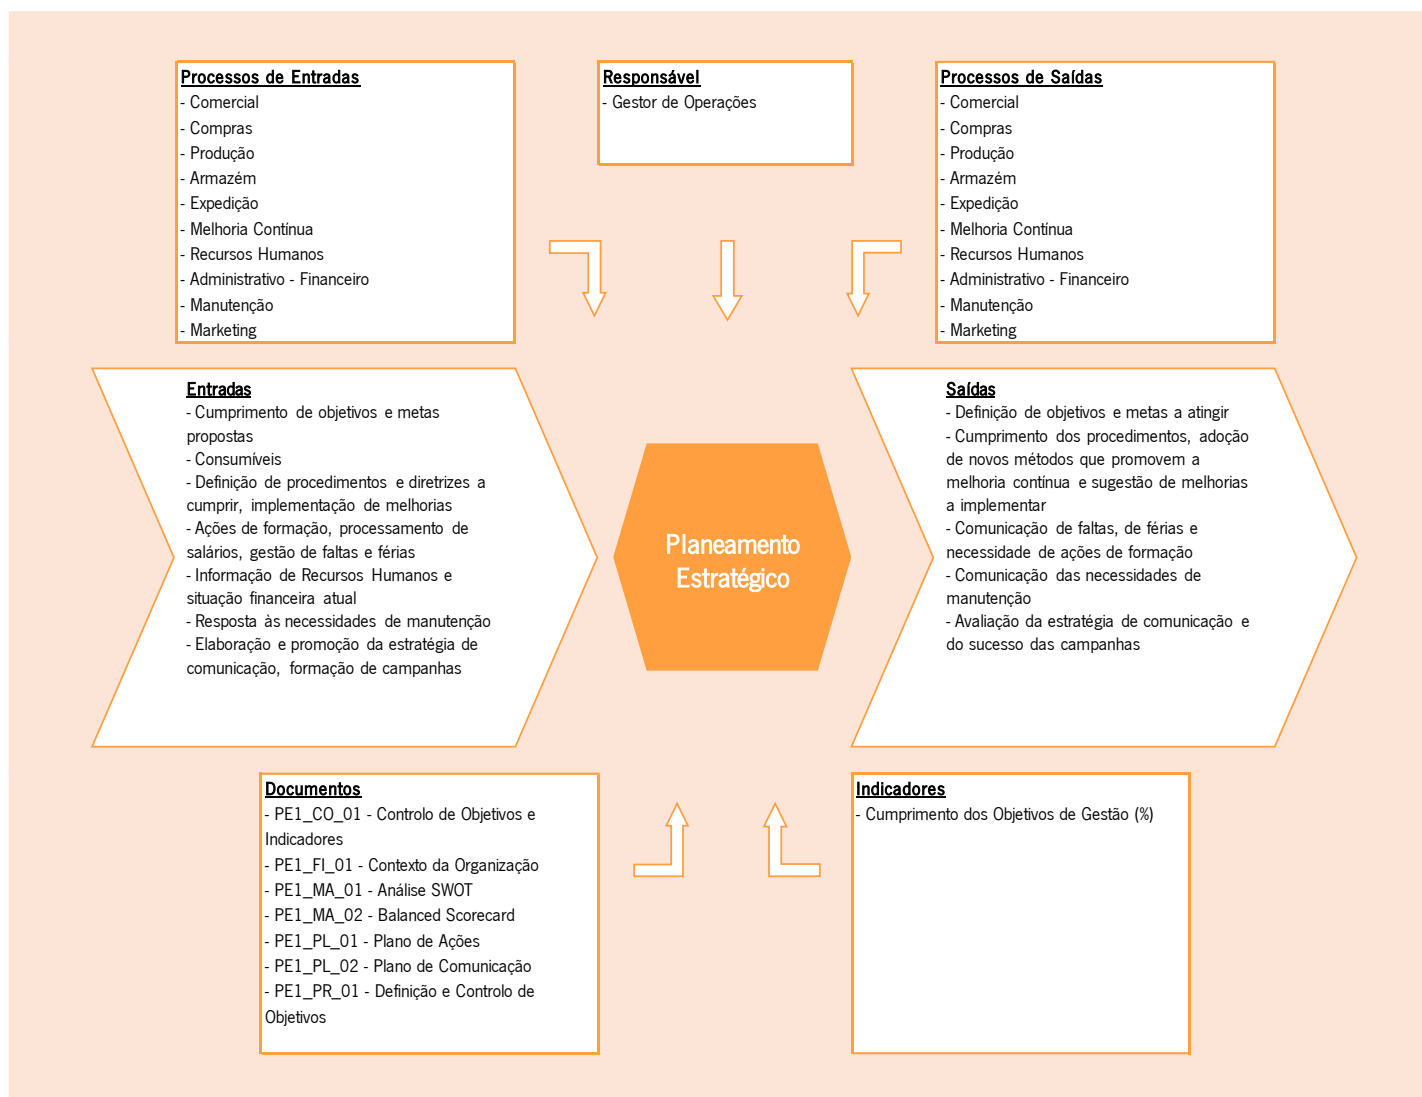 Processos de Entradas
- Comercial
- Compras
- Produção
- Armazém
- Expedição
- Melhoria Contínua
- Recursos Humanos
- Administrativo - Financeiro
- Manutenção
- Marketing
Responsável
- Gestor de Operações
Processos de Saídas
- Comercial
- Compras
- Produção
- Armazém
- Expedição
- Melhoria Contínua
- Recursos Humanos
- Administrativo - Financeiro
- Manutenção
- Marketing
Entradas
- Cumprimento de objetivos e metas
propostas
- Consumíveis
- Definição de procedimentos e diretrizes a
cumprir, implementação de melhorias
- Ações de formação, processamento de
salários, gestão de faltas e férias
- Informação de Recursos Humanos e
situação financeira atual
- Resposta às necessidades de manutenção
- Elaboração e promoção da estratégia de
comunicação, formação de campanhas
Planeamento
Estratégico
Saídas
- Definição de objetivos e metas a atingir
- Cumprimento dos procedimentos, adoção
de novos métodos que promovem a
melhoria contínua e sugestão de melhorias
a implementar
- Comunicação de faltas, de férias e
necessidade de ações de formação
- Comunicação das necessidades de
manutenção
- Avaliação da estratégia de comunicação e
do sucesso das campanhas
Documentos
- PE1_CO_01 - Controlo de Objetivos e
Indicadores
- PE1_FI_01 - Contexto da Organização
- PE1_MA_01 - Análise SWOT
- PE1_MA_02 - Balanced Scorecard
- PE1_PL_01 - Plano de Ações
- PE1_PL_02 - Plano de Comunicação
- PE1_PR_01 - Definição e Controlo de
Objetivos
Indicadores
- Cumprimento dos Objetivos de Gestão (%)